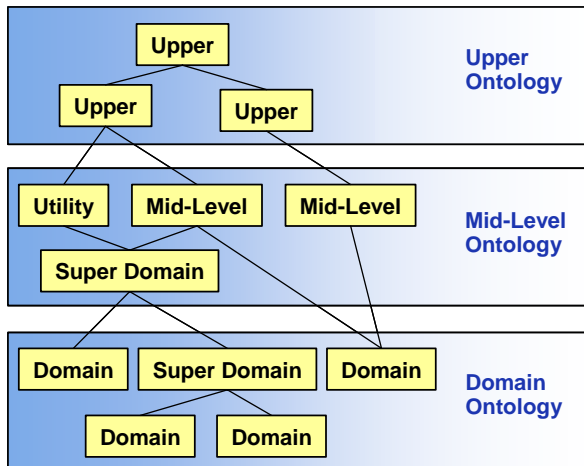 Upper
Upper
Ontology
Upper
Upper
Utility
Mid-Level
Mid-Level
Mid-Level
Ontology
Super Domain
Domain
Super Domain
Domain
Domain
Ontology
Domain
Domain